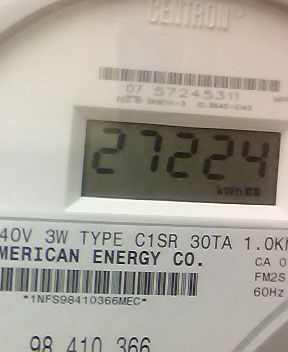 CENTRON®
07 57245311
27224
kWh
40V 3W TYPE C1SR 30TA 1.0K
MERICAN ENERGY CO.
CA 0
FM2S
*1NFS98410366MEC*
60Hz
98 410 366